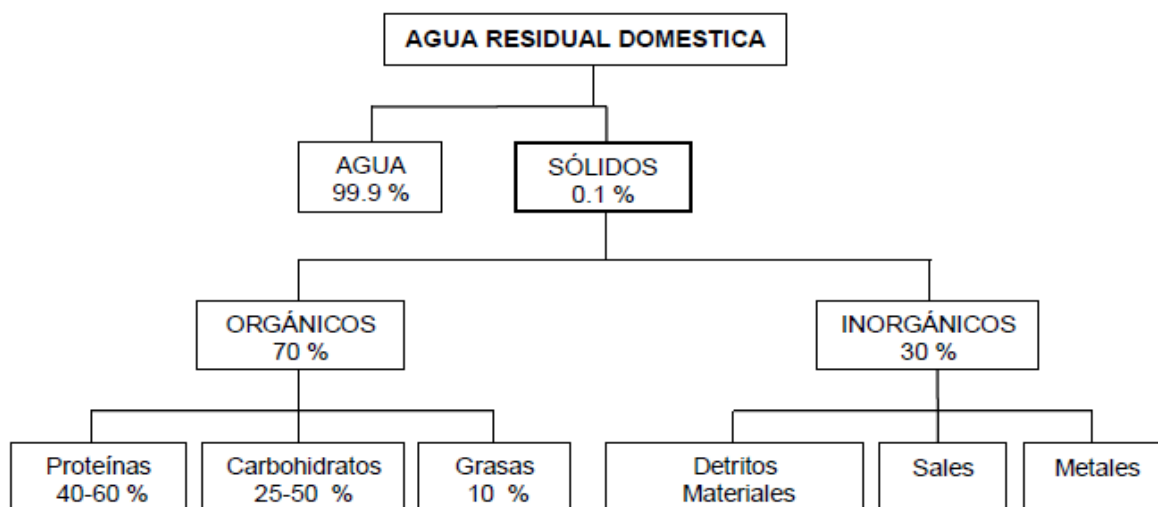 AGUA RESIDUAL DOMESTICA
AGUA
99.9 %
SÓLIDOS
0.1 %
ORGÁNICOS
70 %
INORGÁNICOS
30 %
Proteínas
40-60 %
Carbohidratos
25-50 %
Grasas
10 %
Detritos
Materiales
Sales
Metales